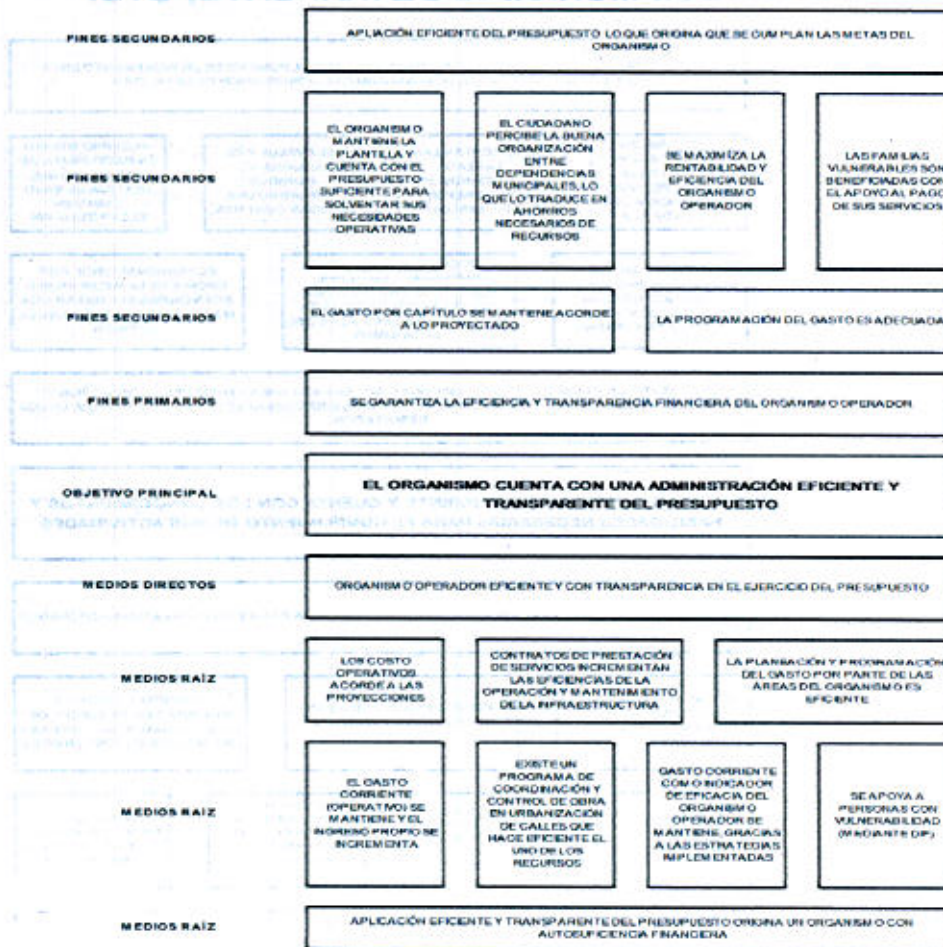 FINES SECUNDARIOS
APLIACIÓN EFICIENTE DEL PRESUPUESTO LO QUE ORIGINA QUE SE CUMPLAN LAS METAS DEL
ORGANISMO
FINES SECUNDARIOS
EL ORGANISMO
MANTIENE LA
PLANTILLA Y
CUENTA CON EL
PRESUPUESTO
SUFICIENTE PARA
SOLVENTAR SUS
NECESIDADES
OPERATIVAS
EL CIUDADANO
PERCIBE LA BUENA
ORGANIZACIÓN
ENTRE
DEPENDENCIAS
MUNICIPALES, LO
QUE LO TRADUCE EN
AHORROS
NECESARIOS DE
RECURSOS
SE MAXIMIZA LA
RENTABILIDAD Y
EFICIENCIA DEL
ORGANISMO
OPERADOR
LAS FAMILIAS
VULNERABLES SON
BENEFICIADAS CON
EL APOYO AL PAGO
DE SUS SERVICIOS
FINES SECUNDARIOS
EL GASTO POR CAPÍTULO SE MANTIENE ACORDE
A LO PROYECTADO
LA PROGRAMACIÓN DEL GASTO ES ADECUADA
FINES PRIMARIOS
SE GARANTIZA LA EFICIENCIA Y TRANSPARENCIA FINANCIERA DEL ORGANISMO OPERADOR
OBJETIVO PRINCIPAL
EL ORGANISMO CUENTA CON UNA ADMINISTRACIÓN EFICIENTE Y
TRANSPARENTE DEL PRESUPUESTO
MEDIOS DIRECTOS
ORGANISMO OPERADOR EFICIENTE Y CON TRANSPARENCIA EN EL EJERCICIO DEL PRESUPUESTO
MEDIOS RAÍZ
LOS COSTO
OPERATIVOS
ACORDE A LAS
PROYECCIONES
CONTRATOS DE PRESTACIÓN
DE SERVICIOS INCREMENTAN
LAS EFICIENCIAS DE LA
OPERACIÓN Y MANTENIMIENTO
DE LA INFRAESTRUCTURA
LA PLANEACIÓN Y PROGRAMACIÓN
DEL GASTO POR PARTE DE LAS
ÁREAS DEL ORGANISMO ES
EFICIENTE
MEDIOS RAÍZ
EL GASTO
CORRIENTE
(OPERATIVO) SE
MANTIENE Y EL
INGRESO PROPIO SE
INCREMENTA
EXISTE UN
PROGRAMA DE
COORDINACIÓN Y
CONTROL DE OBRA
EN URBANIZACIÓN
DE CALLES QUE
HACE EFICIENTE EL
USO DE LOS
RECURSOS
GASTO CORRIENTE
COMO INDICADOR
DE EFICACIA DEL
ORGANISMO
OPERADOR SE
MANTIENE, GRACIAS
A LAS ESTRATEGIAS
IMPLEMENTADAS
SE APOYA A
PERSONAS CON
VULNERABILIDAD
(MEDIANTE DIF)
MEDIOS RAÍZ
APLICACIÓN EFICIENTE Y TRANSPARENTE DEL PRESUPUESTO ORIGINA UN ORGANISMO CON
AUTOSUFICIENCIA FINANCIERA